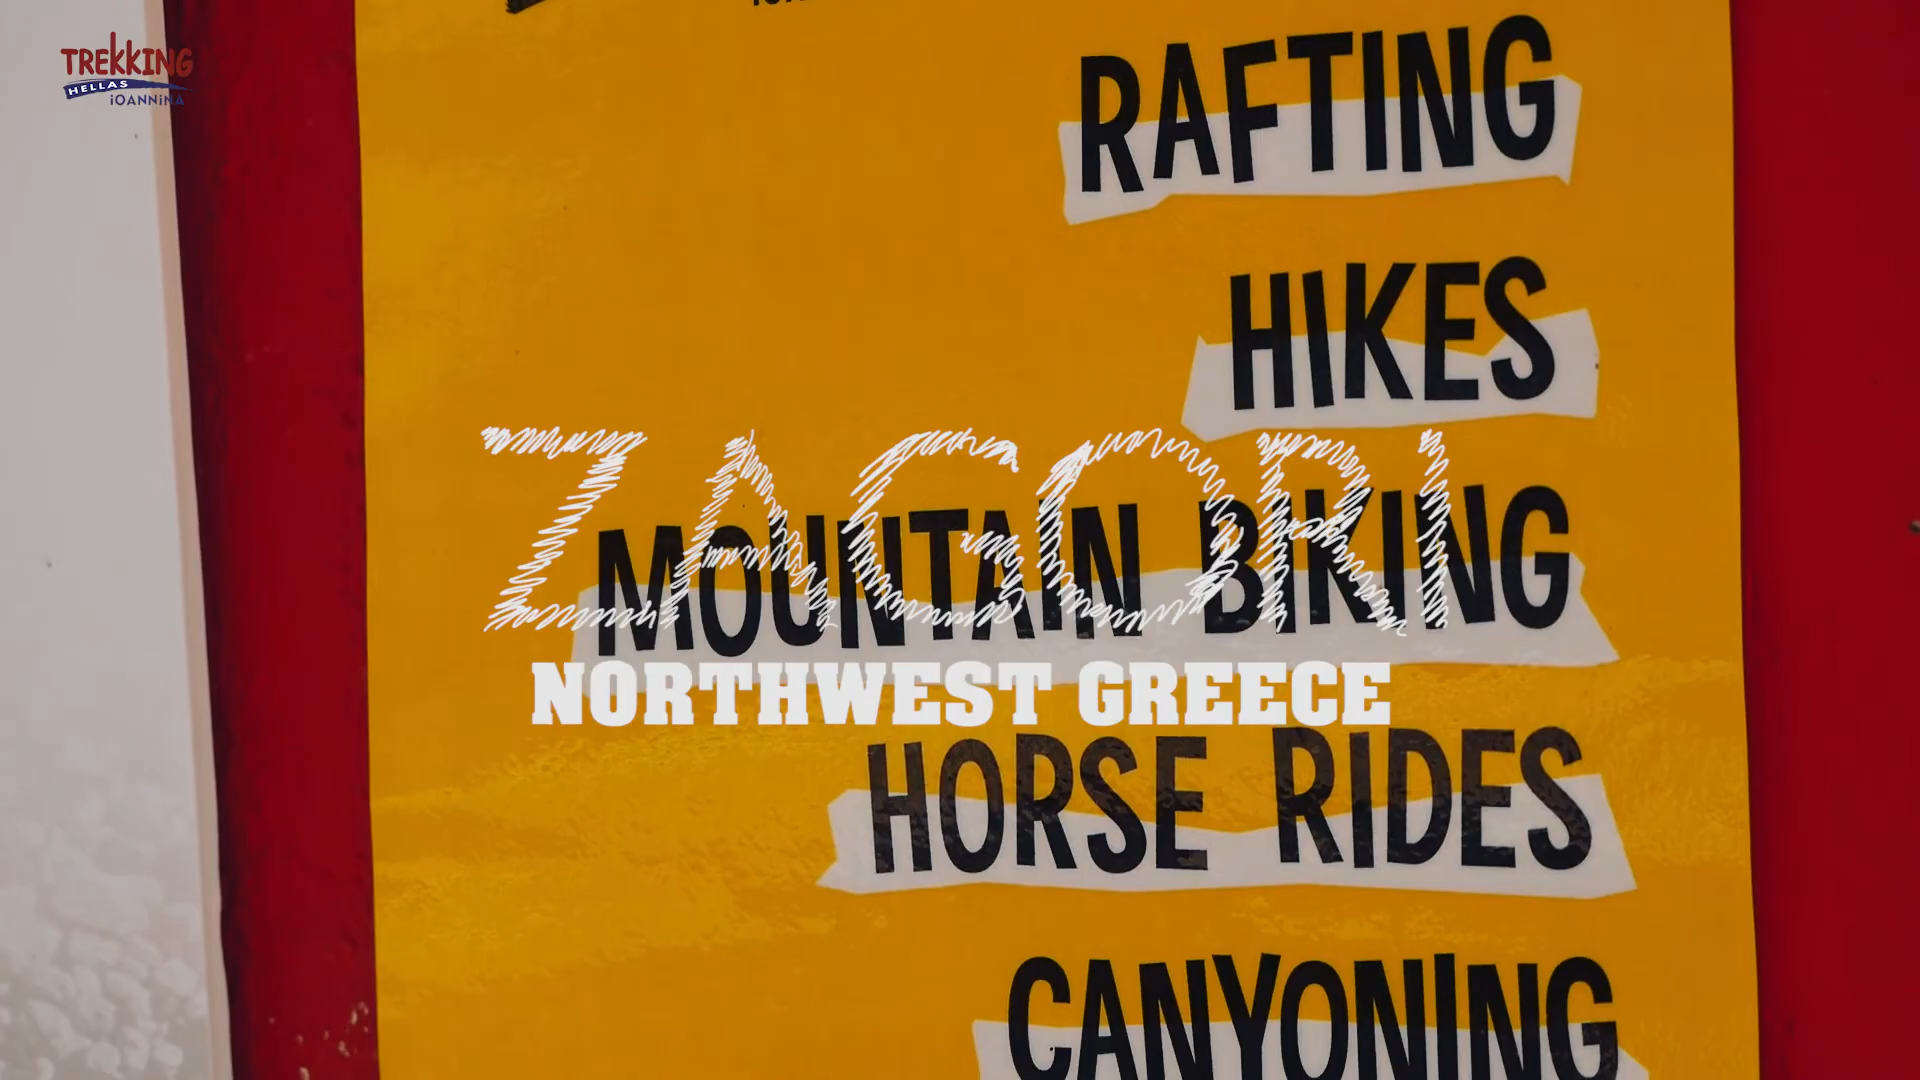 TREKKING
HELLAS
iOANNiNA
RAFTING
HIKES
ZAGORI
MOUNTAIN BIKING
NORTHWEST GREECE
HORSE RIDES
CANYONING